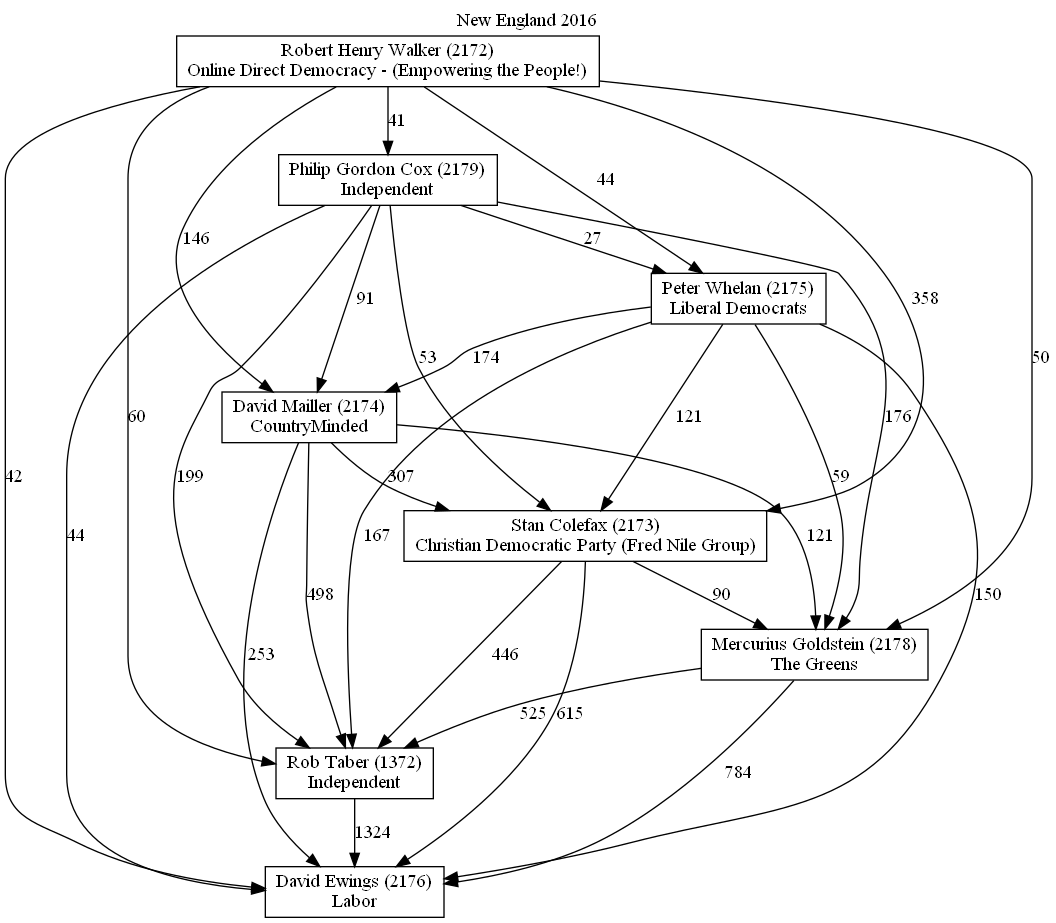 New England 2016
Robert Henry Walker (2172)
Online Direct Democracy - (Empowering the People!)
41
Philip Gordon Cox (2179)
Independent
44
146
27
Peter Whelan (2175)
Liberal Democrats
91
358
53
174
50
David Mailler (2174)
CountryMinded
60
121
176
42
199
307
59
Stan Colefax (2173)
Christian Democratic Party (Fred Nile Group)
44
167
121
498
90
150
Mercurius Goldstein (2178)
The Greens
253
446
525
615
Rob Taber (1372)
Independent
784
1324
David Ewings (2176)
Labor